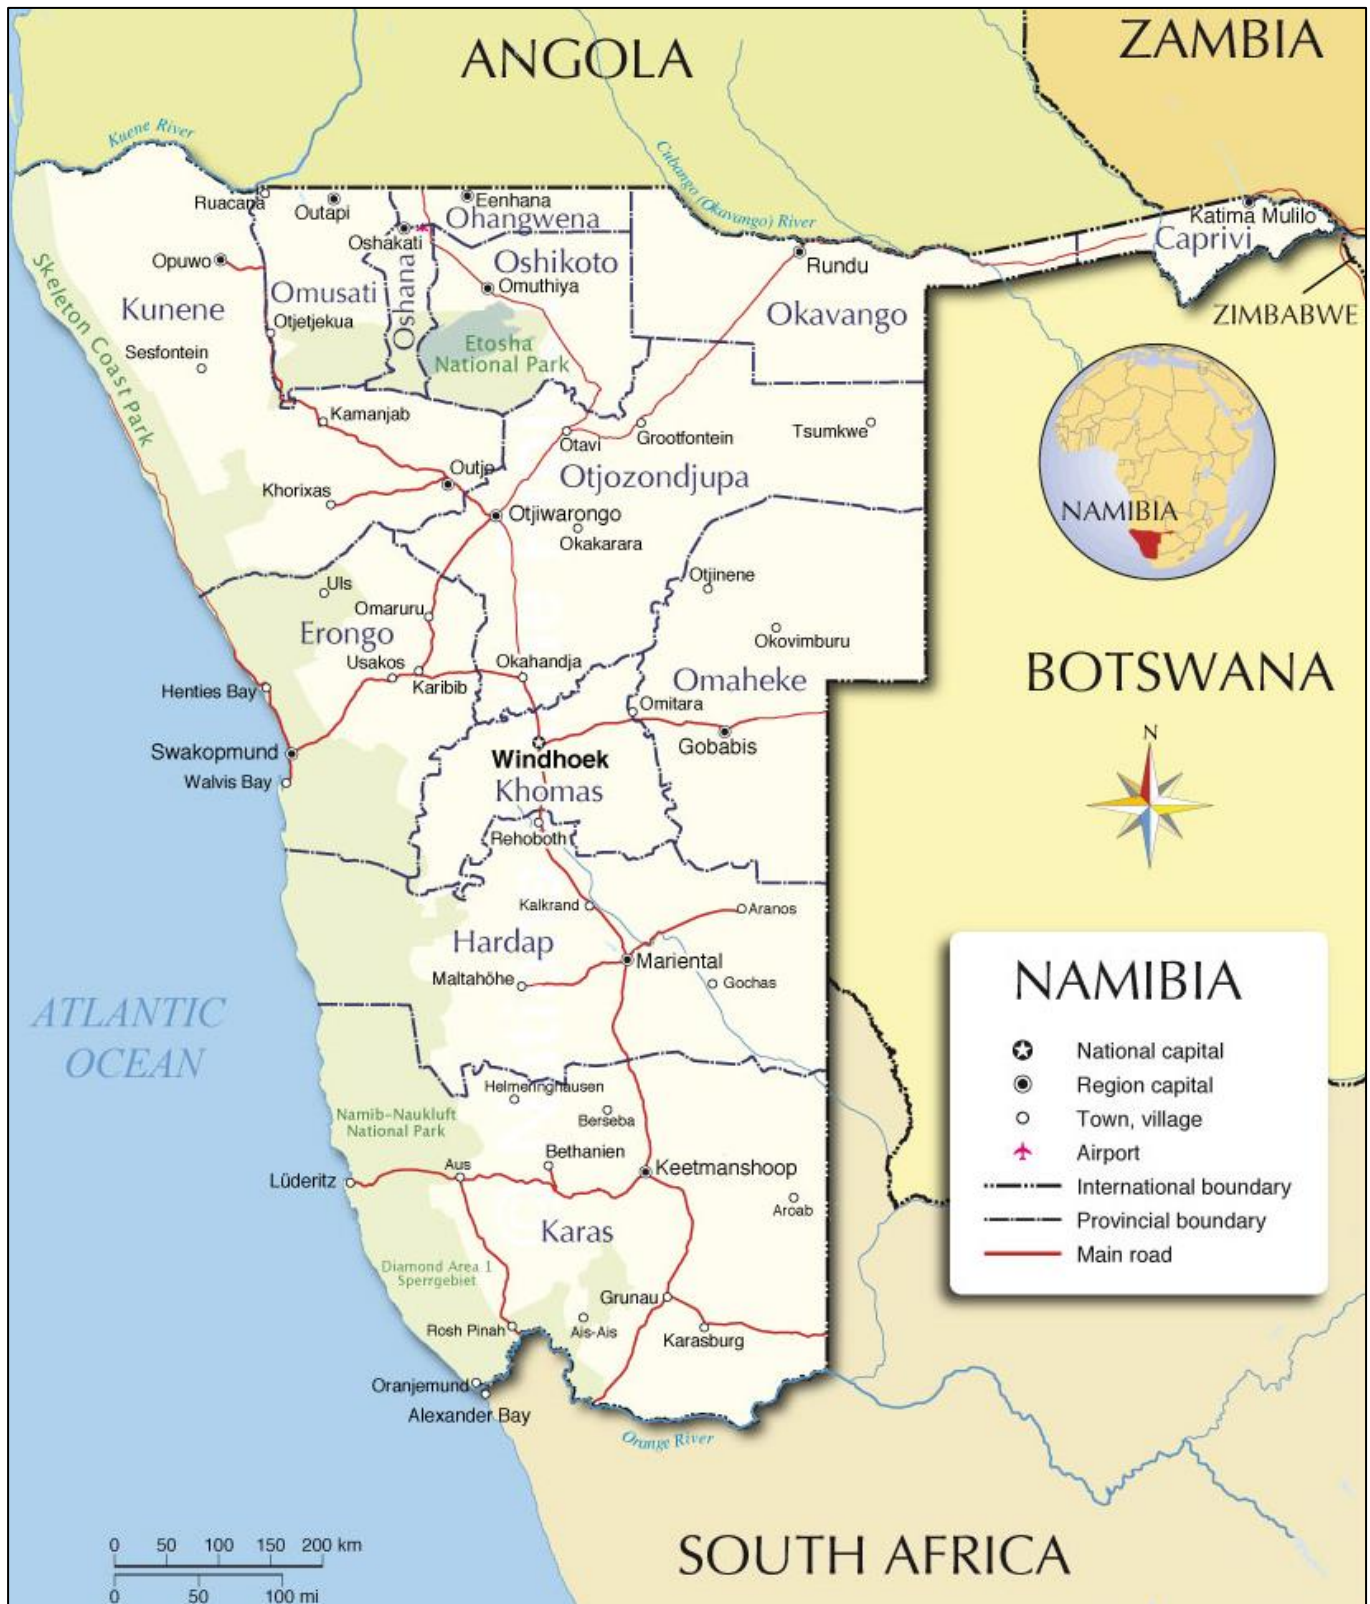 ANGOLA
ZAMBIA
Kuene River
Cubango (Okavango) River
Ruacana
Outapi
Eenhana
Ohangwena
Katima Mulilo
Caprivi
Oshakati
Opuwo
Oshikoto
Rundu
Omuthiya
Kunene
Omusati
Oshana
Okavango
ZIMBABWE
Otjetjekua
Skeleton Coast Park
Sesfontein
Etosha
National Park
Kamanjab
Otavi
Grootfontein
Tsumkwe
Outjo
Otjozondjupa
Khorixas
Otjiwarongo
Okakarara
NAMIBIA
Uls
Otjinene
Omaruru
Erongo
Okovimburu
Usakos
Karibib
Okahandja
Omaheke
BOTSWANA
Henties Bay
Omitara
Swakopmund
Gobabis
N
Walvis Bay
Windhoek
Khomas
Rehoboth
Kalkrand
Aranos
Hardap
Mariental
Maltahöhe
Gochas
ATLANTIC
OCEAN
Helmeringhausen
Berseba
Namib-Naukluft
National Park
Bethanien
Aus
Keetmanshoop
Lüderitz
Aroab
Karas
Diamond Area 1
Sperrgebiet
Grunau
Rosh Pinah
Ais-Ais
Karasburg
Oranjemund
Alexander Bay
Orange River
SOUTH AFRICA
NAMIBIA
National capital
Region capital
Town, village
Airport
International boundary
Provincial boundary
Main road
0 50 100 150 200 km
0 50 100 mi